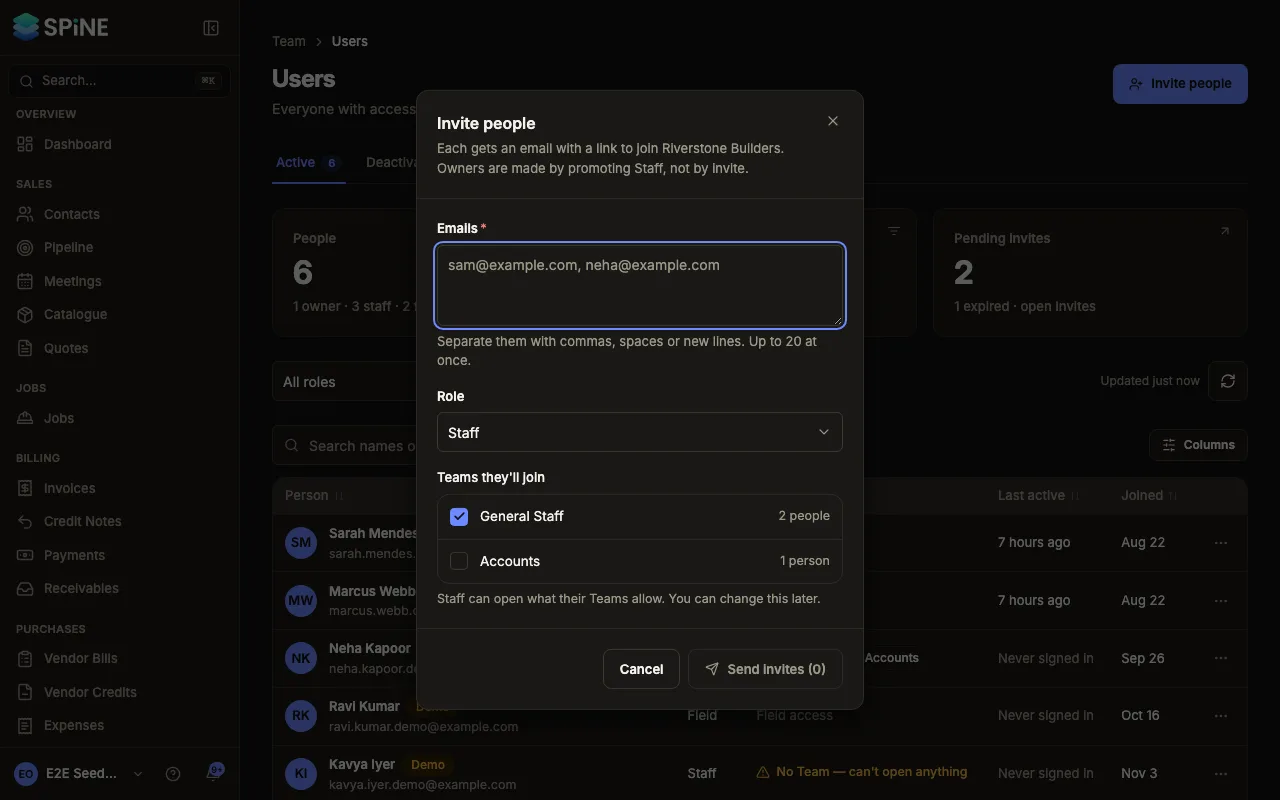 SPiNE
Search...
⌘K
OVERVIEW
Dashboard
SALES
Contacts
Pipeline
Meetings
Catalogue
Quotes
JOBS
Jobs
BILLING
Invoices
Credit Notes
Payments
Receivables
PURCHASES
Vendor Bills
Vendor Credits
Expenses
EO E2E Seed...
9+
Team > Users
Users
Everyone with access
Invite people
Active 6
People
6
1 owner · 3 staff · 2
Pending invites
2
1 expired · open invites
All roles
Updated just now
Search names
Columns
Person
Last active
Joined
SM
Sarah Mendes
sarah.mendes.
7 hours ago
Aug 22
MW
Marcus Webb
marcus.webb.
7 hours ago
Aug 22
NK
Neha Kapoor
neha.kapoor.
Accounts
Never signed in
Sep 26
RK
Ravi Kumar
ravi.kumar.demo@example.com
Field
Field access
Never signed in
Oct 16
KI
Kavya Iyer
Demo
kavya.iyer.demo@example.com
Staff
No Team — can't open anything
Never signed in
Nov 3
Invite people
Each gets an email with a link to join Riverstone Builders.
Owners are made by promoting Staff, not by invite.
Emails *
sam@example.com, neha@example.com
Separate them with commas, spaces or new lines. Up to 20 at
once.
Role
Staff
Teams they'll join
General Staff
2 people
Accounts
1 person
Staff can open what their Teams allow. You can change this later.
Cancel
Send invites (0)